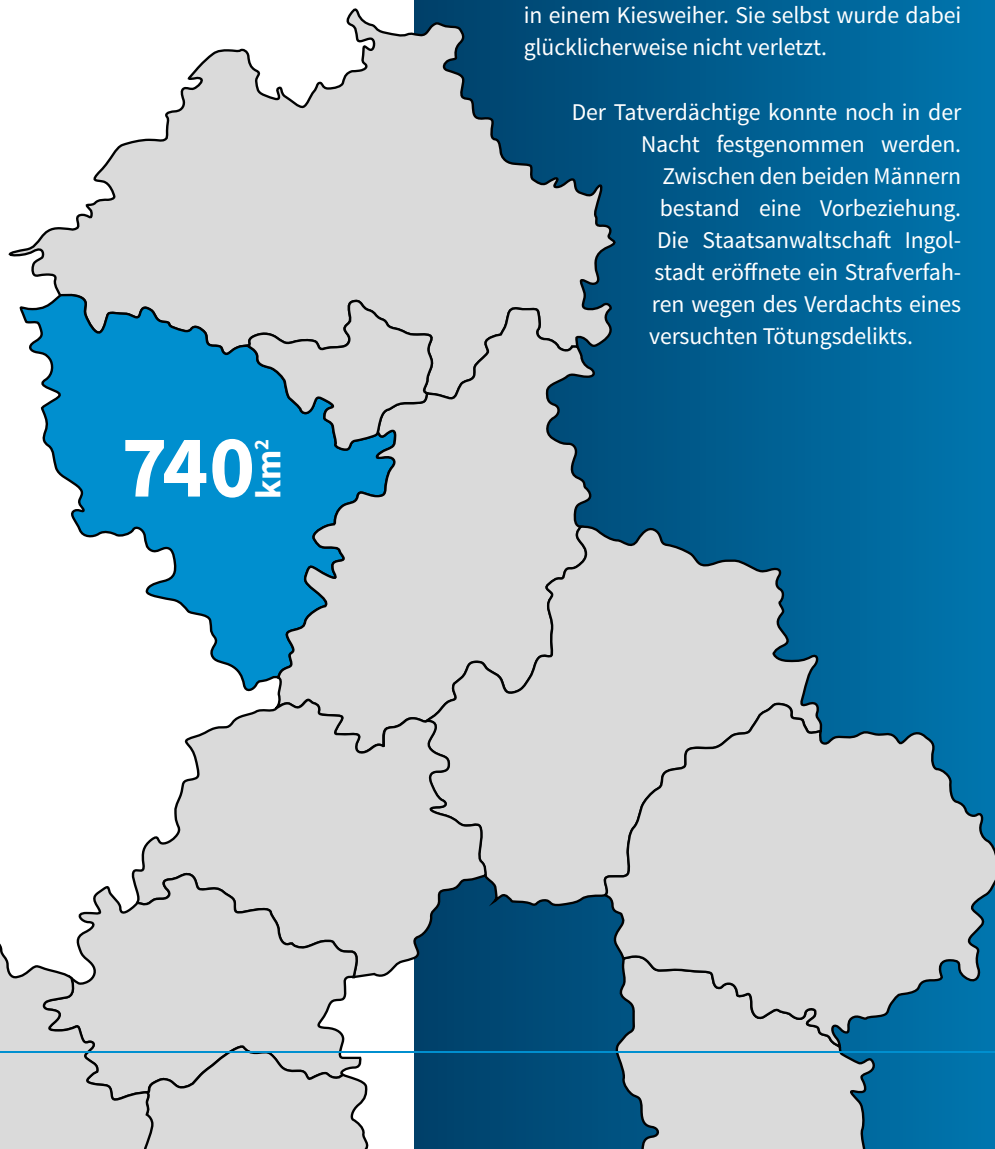 in einem Kiesweiher. Sie selbst wurde dabei
glücklicherweise nicht verletzt.
Der Tatverdächtige konnte noch in der
Nacht festgenommen werden.
Zwischen den beiden Männern
bestand eine Vorbeziehung.
Die Staatsanwaltschaft Ingol-
stadt eröffnete ein Strafverfah-
ren wegen des Verdachts eines
versuchten Tötungsdelikts.
740 km²